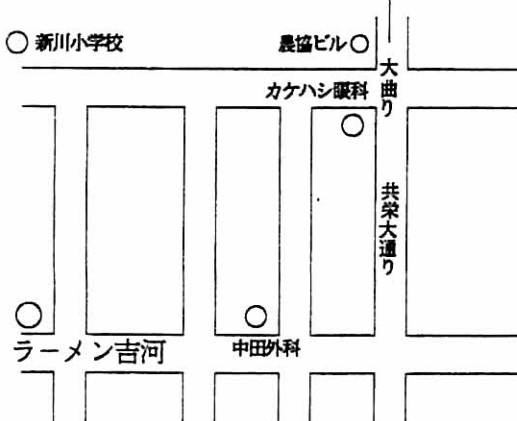 新川小学校
農協ビル
大曲り
カケハシ眼科
共栄大通り
ラーメン吉河
中田外科